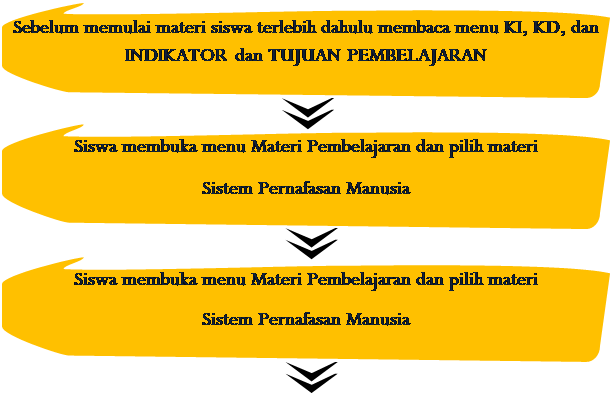 Sebelum memulai materi siswa terlebih dahulu membaca menu KI, KD, dan
INDIKATOR dan TUJUAN PEMBELAJARAN
Siswa membuka menu Materi Pembelajaran dan pilih materi
Sistem Pernafasan Manusia
Siswa membuka menu Materi Pembelajaran dan pilih materi
Sistem Pernafasan Manusia